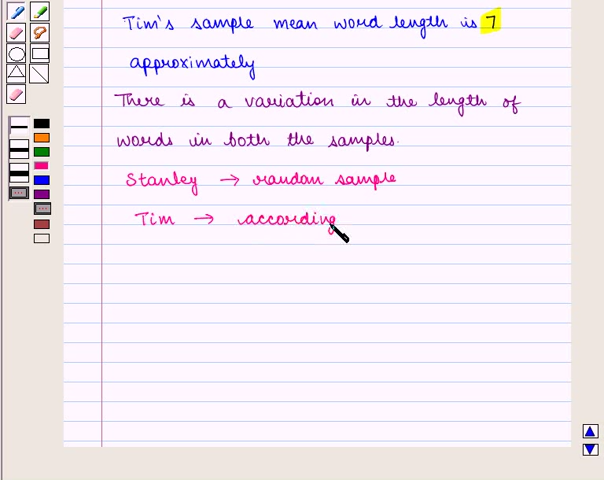 Tim's sample mean word length is 7
approximately
There is a variation in the length of
words in both the samples.
Stanley → random sample
Tim → according